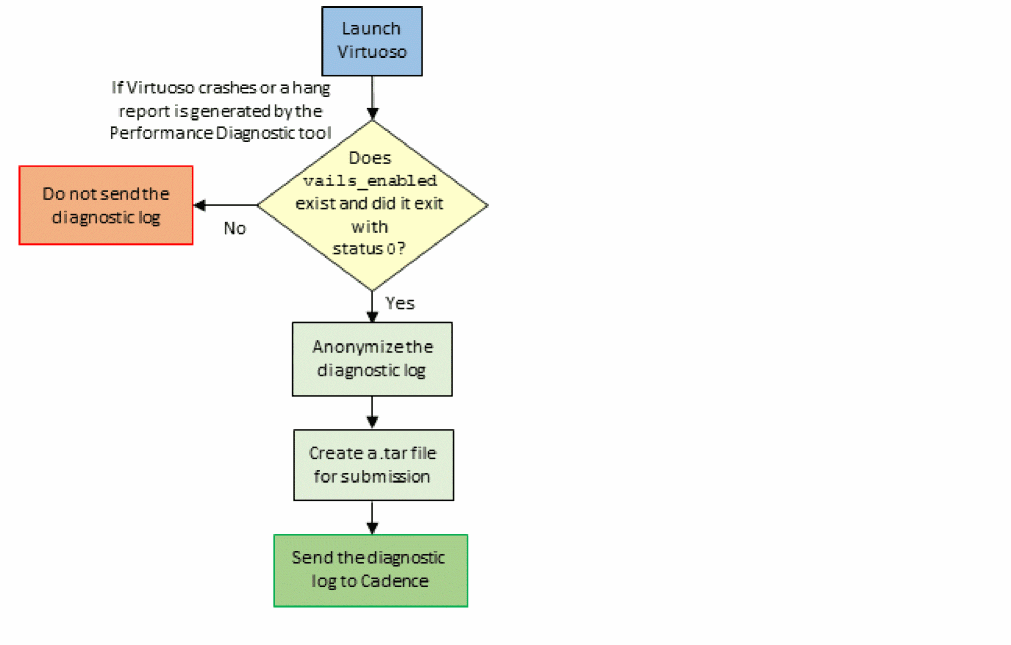 Launch
Virtuoso
If Virtuoso crashes or a hang
report is generated by the
Performance Diagnostic tool
Does
vails_enabled
exist and did it exit
with
status 0?
Do not send the
diagnostic log
No
Yes
Anonymize the
diagnostic log
Create a .tar file
for submission
Send the diagnostic
log to Cadence